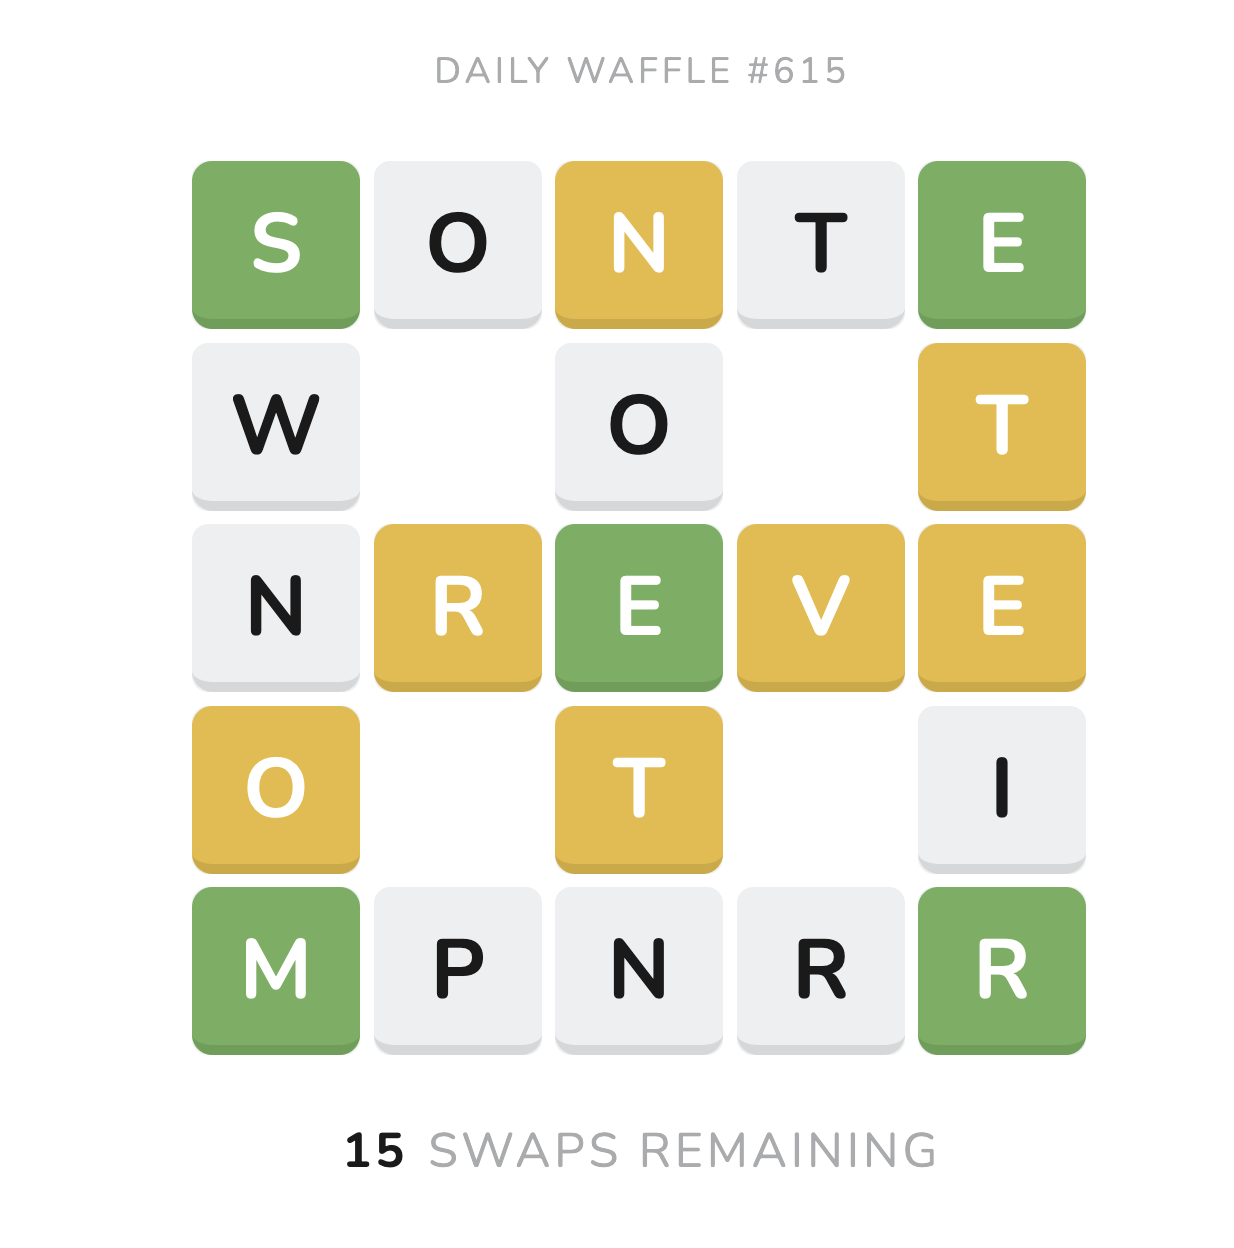 DAILY WAFFLE #615
S O N T E
W O T
N R E V E
O T I
M P N R R
15 SWAPS REMAINING